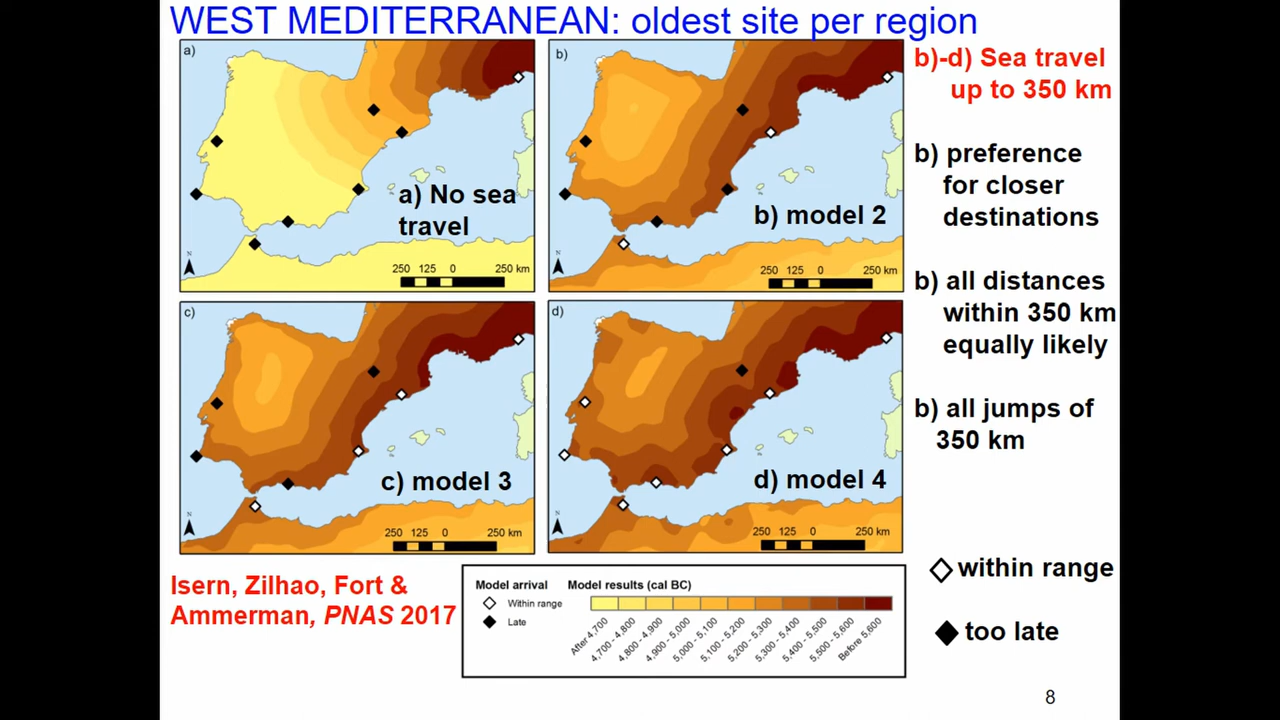 WEST MEDITERRANEAN: oldest site per region
a)
a) No sea
travel
N
250 125 0 250 km
b)
b) model 2
N
250 125 0 250 km
c)
c) model 3
N
250 125 0 250 km
d)
d) model 4
N
250 125 0 250 km
b)-d) Sea travel
up to 350 km
b) preference
for closer
destinations
b) all distances
within 350 km
equally likely
b) all jumps of
350 km
within range
too late
Isern, Zilhao, Fort &
Ammerman, PNAS 2017
Model arrival
Within range
Late
Model results (cal BC)
After 4,700
4,700 - 4,800
4,800 - 4,900
4,900 - 5,000
5,000 - 5,100
5,100 - 5,200
5,200 - 5,300
5,300 - 5,400
5,400 - 5,500
5,500 - 5,600
Before 5,600
8